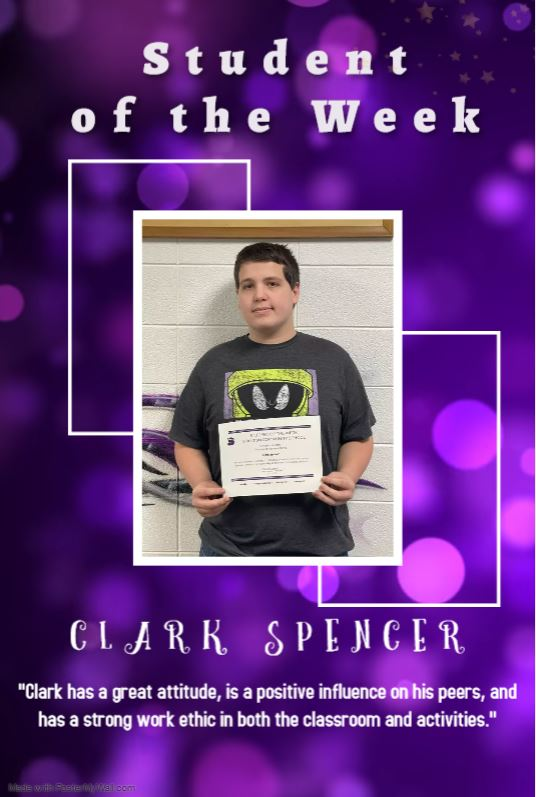 Student
of the Week
CLARK SPENCER
"Clark has a great attitude, is a positive influence on his peers, and
has a strong work ethic in both the classroom and activities."
Made with PosterMyWall.com